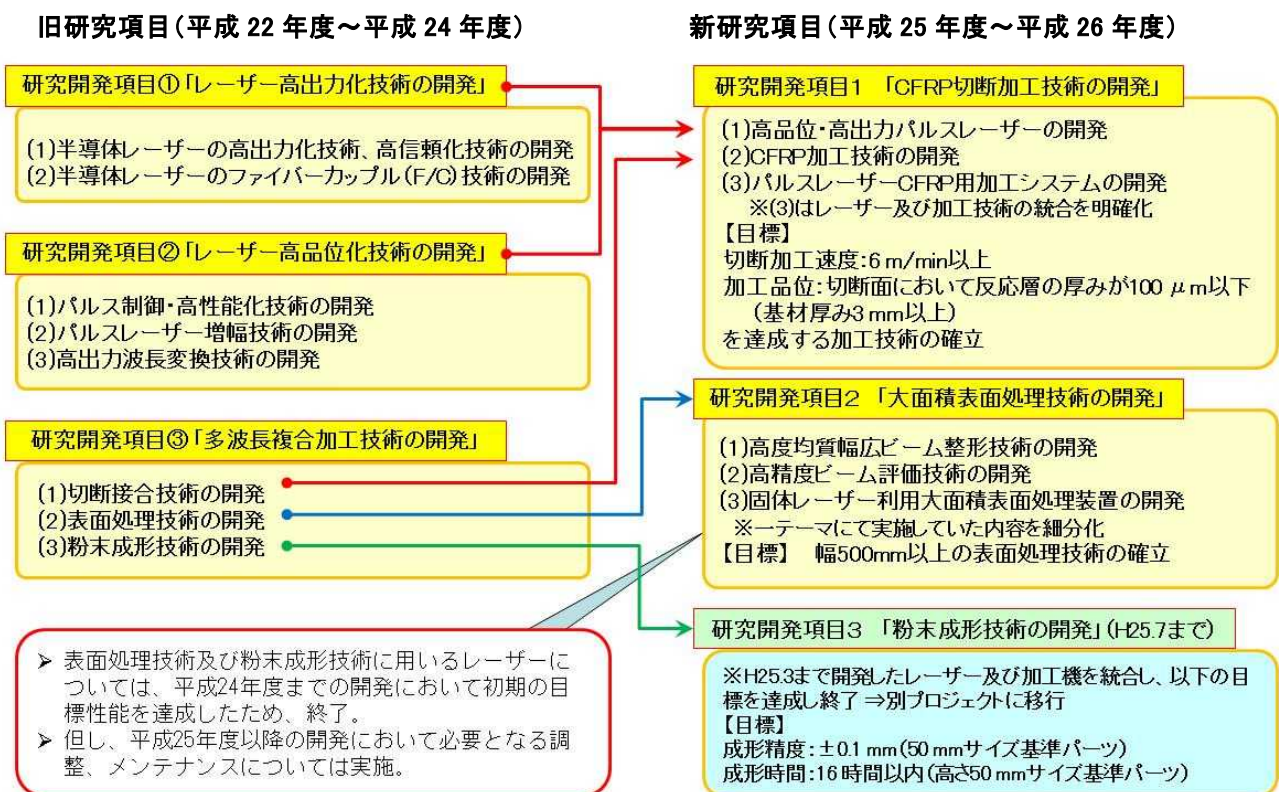 旧研究項目（平成 22 年度～平成 24 年度）
研究開発項目①「レーザー高出力化技術の開発」
(1)半導体レーザーの高出力化技術、高信頼化技術の開発
(2)半導体レーザーのファイバーカップル(F/C)技術の開発
研究開発項目②「レーザー高品位化技術の開発」
(1)パルス制御・高性能化技術の開発
(2)パルスレーザー増幅技術の開発
(3)高出力波長変換技術の開発
研究開発項目③「多波長複合加工技術の開発」
(1)切断接合技術の開発
(2)表面処理技術の開発
(3)粉末成形技術の開発
➢ 表面処理技術及び粉末成形技術に用いるレーザーに
ついては、平成24年度までの開発において初期の目
標性能を達成したため、終了。
➢ 但し、平成25年度以降の開発において必要となる調
整、メンテナンスについては実施。
新研究項目（平成 25 年度～平成 26 年度）
研究開発項目1 「CFRP切断加工技術の開発」
(1)高品位・高出力パルスレーザーの開発
(2)CFRP加工技術の開発
(3)パルスレーザーCFRP用加工システムの開発
※(3)はレーザー及び加工技術の統合を明確化
【目標】
切断加工速度:6 m/min以上
加工品位:切断面において反応層の厚みが100 μm以下
（基材厚み3 mm以上）
を達成する加工技術の確立
研究開発項目2 「大面積表面処理技術の開発」
(1)高度均質幅広ビーム整形技術の開発
(2)高精度ビーム評価技術の開発
(3)固体レーザー利用大面積表面処理装置の開発
※一テーマにて実施していた内容を細分化
【目標】 幅500mm以上の表面処理技術の確立
研究開発項目3 「粉末成形技術の開発」(H25.7まで)
※H25.3まで開発したレーザー及び加工機を統合し、以下の目
標を達成し終了 ⇒別プロジェクトに移行
【目標】
成形精度：±0.1 mm(50 mmサイズ基準パーツ)
成形時間:16時間以内(高さ50 mmサイズ基準パーツ)